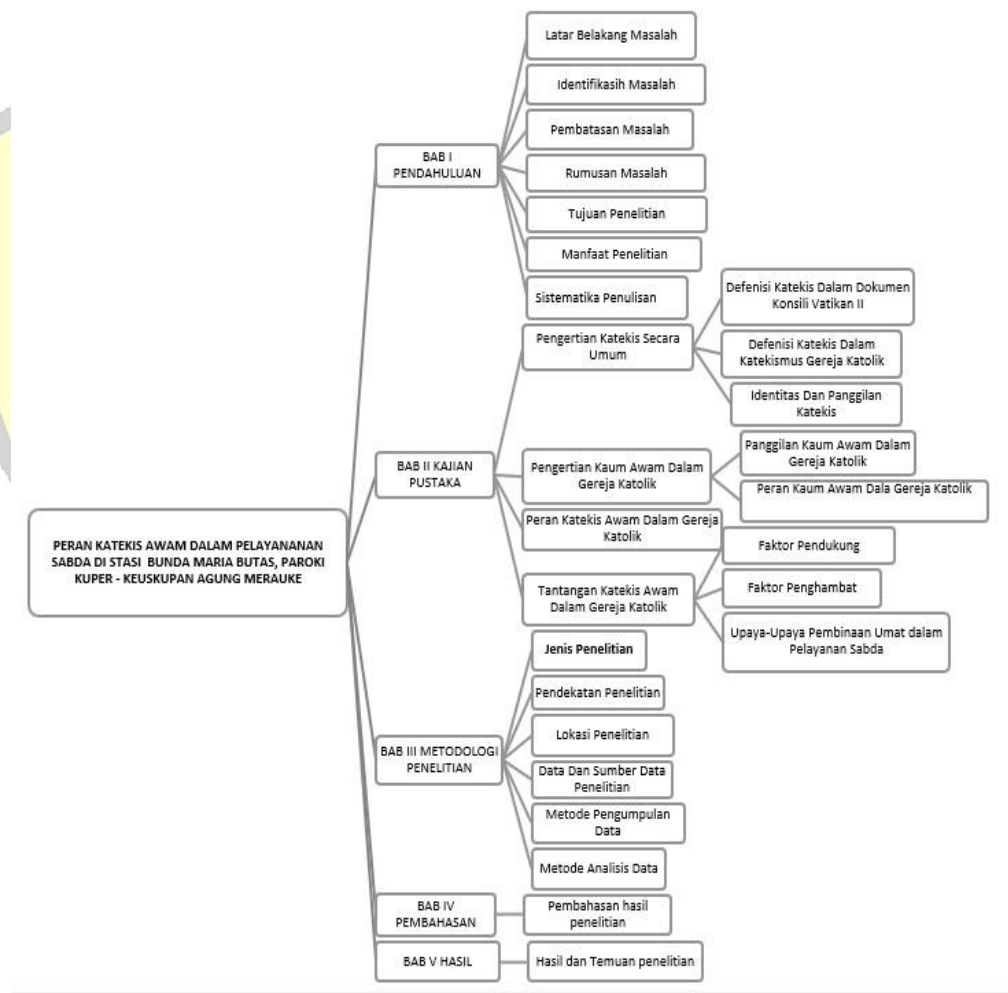 PERAN KATEKIS AWAM DALAM PELAYANANAN
SABDA DI STASI BUNDA MARIA BUTAS, PAROKI
KUPER - KEUSKUPAN AGUNG MERAUKE
BAB I
PENDAHULUAN
Latar Belakang Masalah
Identifikasih Masalah
Pembatasan Masalah
Rumusan Masalah
Tujuan Penelitian
Manfaat Penelitian
Sistematika Penulisan
BAB II KAJIAN
PUSTAKA
Pengertian Katekis Secara
Umum
Defenisi Katekis Dalam Dokumen
Konsili Vatikan II
Defenisi Katekis Dalam
Katekismus Gereja Katolik
Identitas Dan Panggilan
Katekis
Pengertian Kaum Awam Dalam
Gereja Katolik
Panggilan Kaum Awam Dalam
Gereja Katolik
Peran Kaum Awam Dala Gereja Katolik
Peran Katekis Awam Dalam Gereja
Katolik
Tantangan Katekis Awam
Dalam Gereja Katolik
Faktor Pendukung
Faktor Penghambat
Upaya-Upaya Pembinaan Umat dalam
Pelayanan Sabda
BAB III METODOLOGI
PENELITIAN
Jenis Penelitian
Pendekatan Penelitian
Lokasi Penelitian
Data Dan Sumber Data
Penelitian
Metode Pengumpulan
Data
Metode Analisis Data
BAB IV
PEMBAHASAN
Pembahasan hasil
penelitian
BAB V HASIL
Hasil dan Temuan penelitian